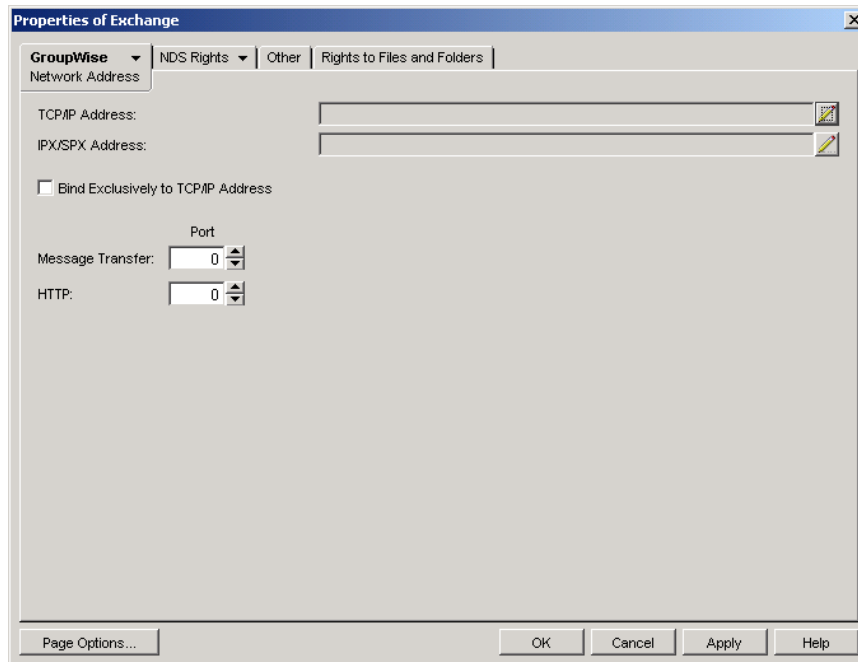 Properties of Exchange
GroupWise NDS Rights Other Rights to Files and Folders
Network Address
TCP/IP Address:
IPX/SPX Address:
Bind Exclusively to TCP/IP Address
Port
Message Transfer: 0
HTTP: 0
Page Options... OK Cancel Apply Help